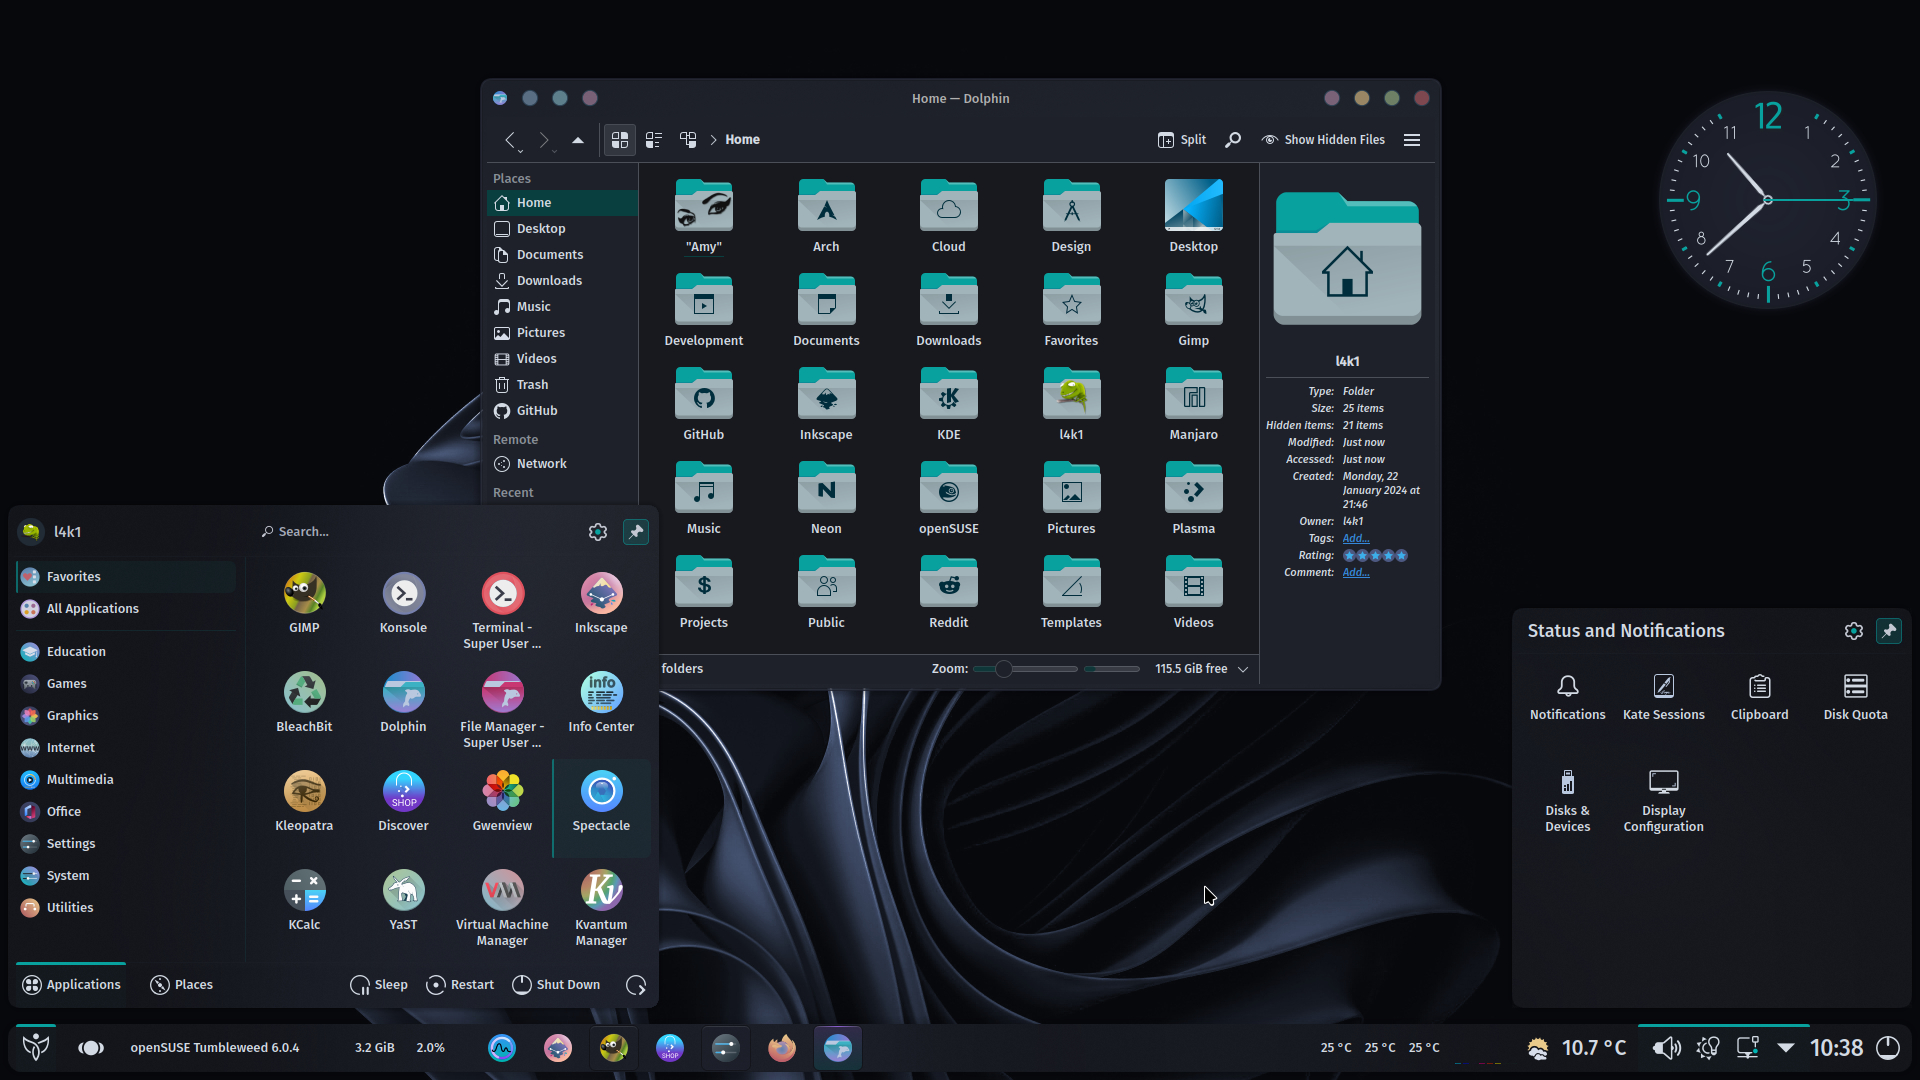 Home — Dolphin
Home
Split
Show Hidden Files
Places
Home
Desktop
Documents
Downloads
Music
Pictures
Videos
Trash
GitHub
Remote
Network
Recent
"Amy"
Arch
Cloud
Design
Desktop
Development
Documents
Downloads
Favorites
Gimp
GitHub
Inkscape
KDE
l4k1
Manjaro
Music
Neon
openSUSE
Pictures
Plasma
Projects
Public
Reddit
Templates
Videos
folders
Zoom:
115.5 GiB free
l4k1
Type: Folder
Size: 25 items
Hidden items: 21 items
Modified: Just now
Accessed: Just now
Created: Monday, 22
January 2024 at
21:46
Owner: l4k1
Tags: Add...
Rating:
Comment: Add...
12
1
2
3
4
5
6
7
8
9
10
11
l4k1
Search...
Favorites
All Applications
Education
Games
Graphics
Internet
Multimedia
Office
Settings
System
Utilities
GIMP
Konsole
Terminal -
Super User ...
Inkscape
BleachBit
Dolphin
File Manager -
Super User ...
info
Info Center
Kleopatra
SHOP
Discover
Gwenview
Spectacle
KCalc
YaST
Virtual Machine
Manager
Kv
Kvantum
Manager
www
Applications
Places
Sleep
Restart
Shut Down
Status and Notifications
Notifications
Kate Sessions
Clipboard
Disk Quota
Disks &
Devices
Display
Configuration
openSUSE Tumbleweed 6.0.4
3.2 GiB
2.0%
SHOP
25 °C
25 °C
25 °C
10.7 °C
10:38